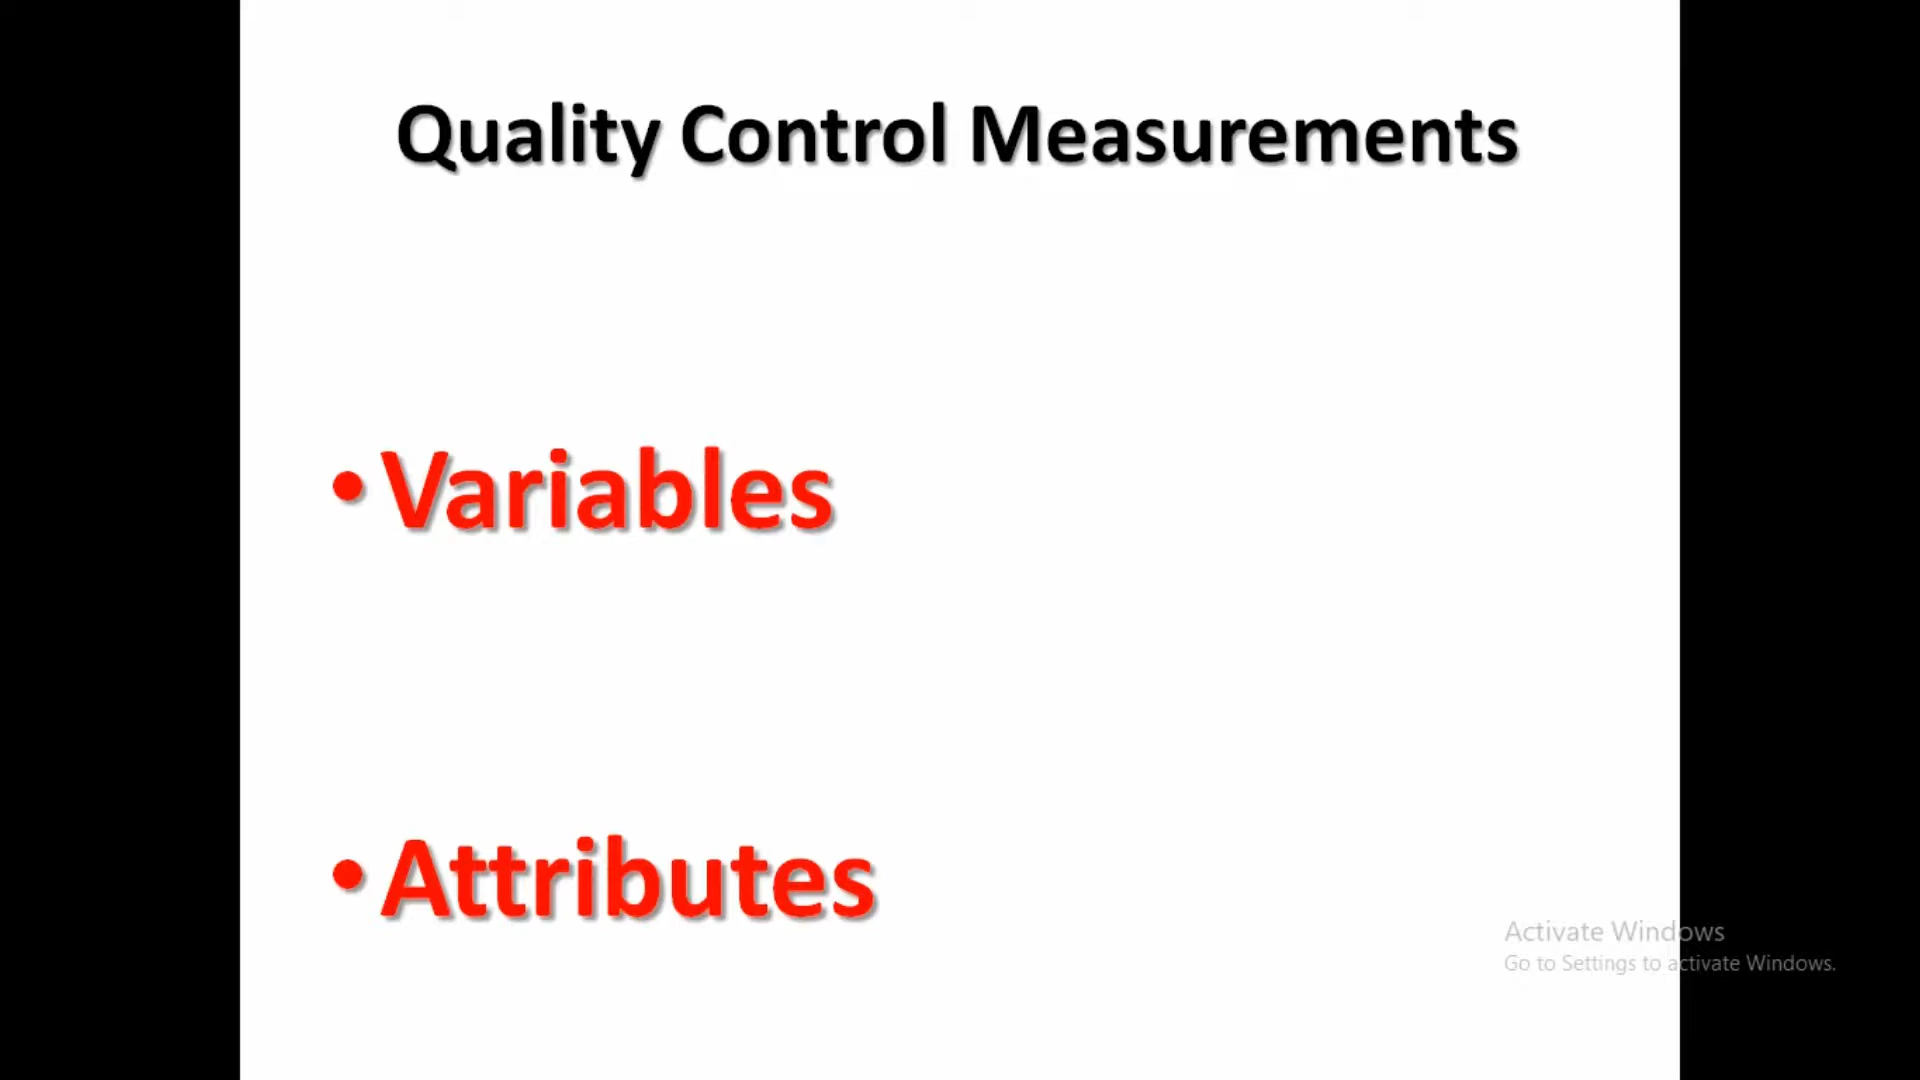 Quality Control Measurements
• Variables
• Attributes
Activate Windows
Go to Settings to activate Windows.